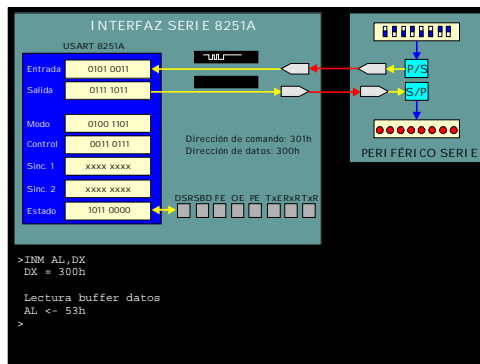 INTERFAZ SERIE 8251A
USART 8251A
Entrada 0101 0011
Salida 0111 1011
Modo 0100 1101
Control 0011 0111
Sinc. 1 xxxx xxxx
Sinc. 2 xxxx xxxx
Estado 1011 0000
Dirección de comando: 301h
Dirección de datos: 300h
DSR SBD FE OE PE TxE RxR TxR
P/S
S/P
PERIFÉRICO SERIE
>INM AL,DX
DX = 300h
Lectura buffer datos
AL <- 53h
>